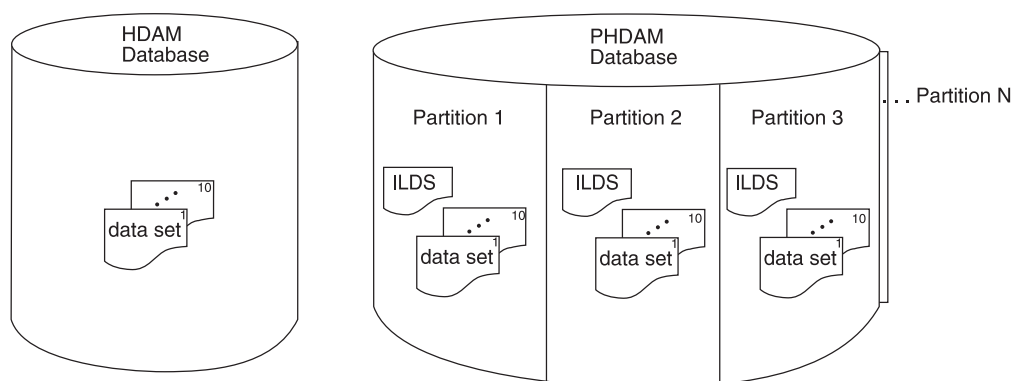 HDAM
Database
10
1
data set
PHDAM
Database
Partition 1
Partition 2
Partition 3
.... Partition N
ILDS
10
1
data set
ILDS
10
1
data set
ILDS
10
1
data set